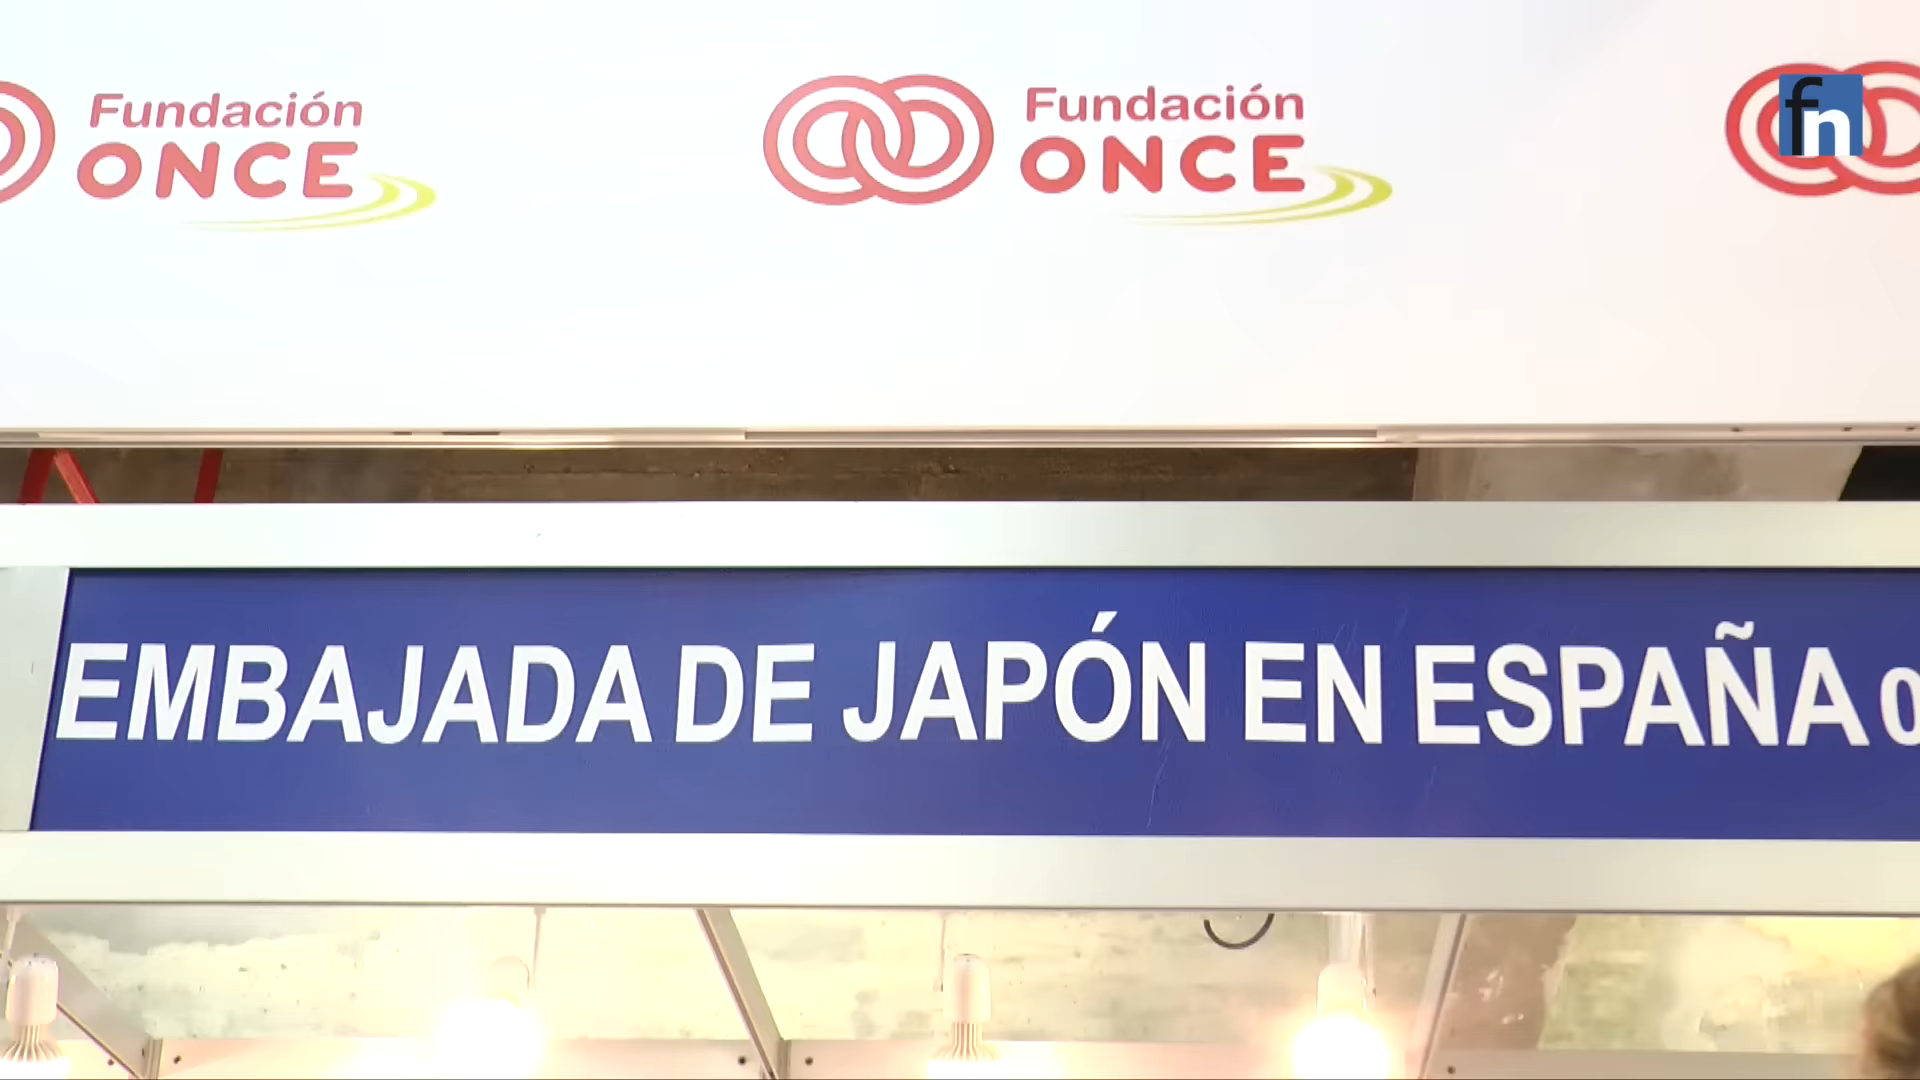 Fundación
ONCE
Fundación
ONCE
fn
EMBAJADA DE JAPÓN EN ESPAÑA